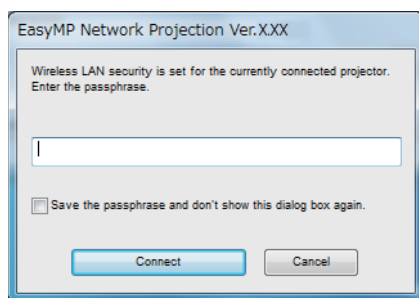 EasyMP Network Projection Ver.X.XX
Wireless LAN security is set for the currently connected projector.
Enter the passphrase.
Save the passphrase and don't show this dialog box again.
Connect
Cancel